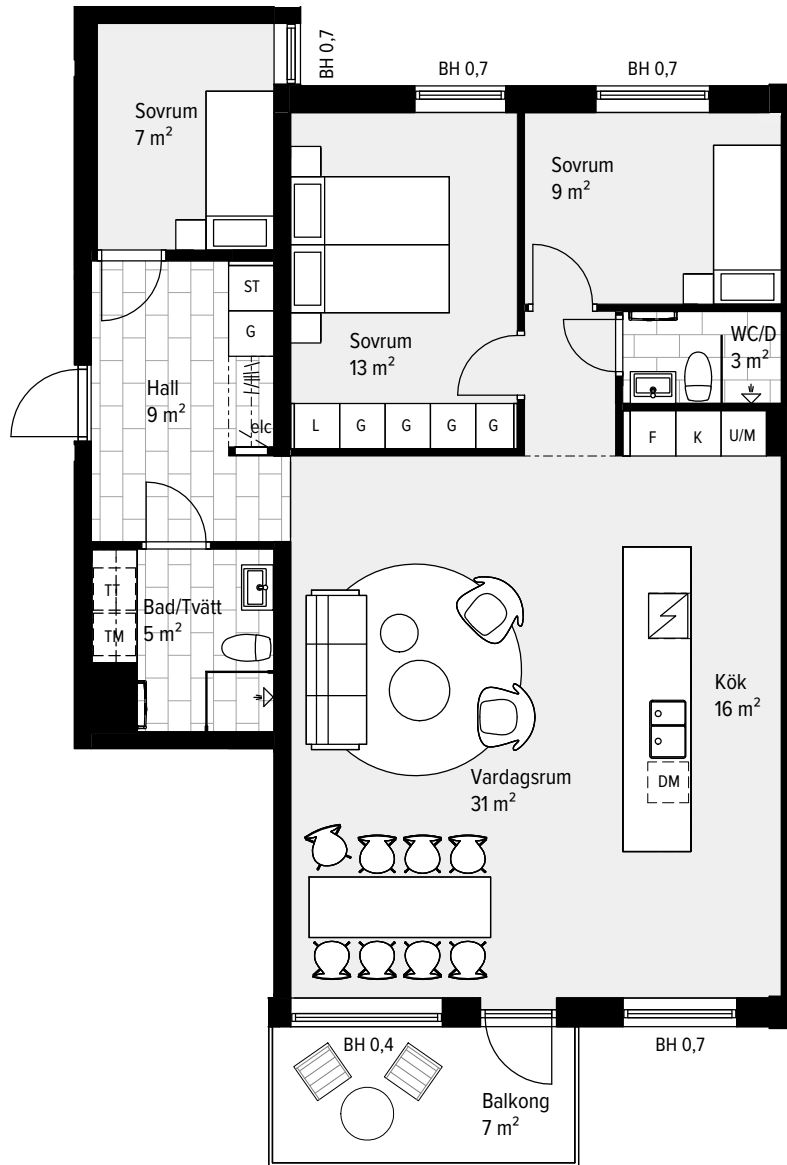 BH 0,7
BH 0,7
BH 0,7
Sovrum
7 m²
Sovrum
9 m²
ST
G
Sovrum
13 m²
WC/D
3 m²
Hall
9 m²
elc
L
G
G
G
G
F
K
U/M
TT
TM
Bad/Tvätt
5 m²
Kök
16 m²
Vardagsrum
31 m²
DM
BH 0,4
BH 0,7
Balkong
7 m²